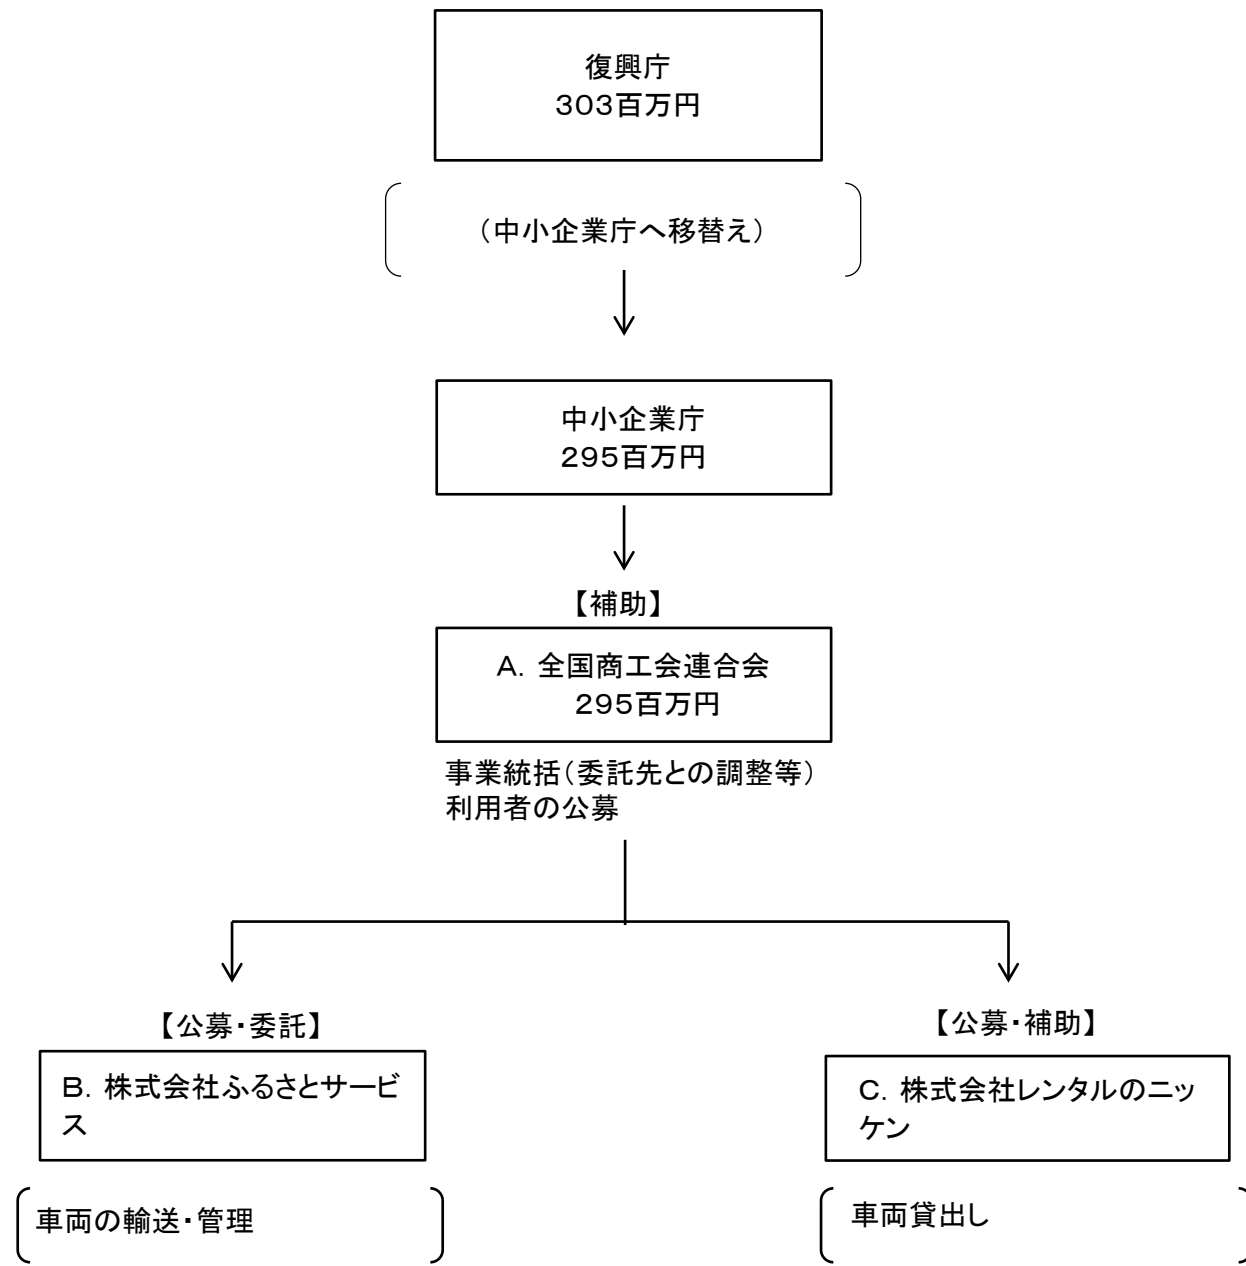 復興庁
303百万円
（中小企業庁へ移替え）
中小企業庁
295百万円
【補助】
A．全国商工会連合会
295百万円
事業統括（委託先との調整等）
利用者の公募
【公募・委託】
B．株式会社ふるさとサービ
ス
車両の輸送・管理
【公募・補助】
C．株式会社レンタルのニッ
ケン
車両貸出し